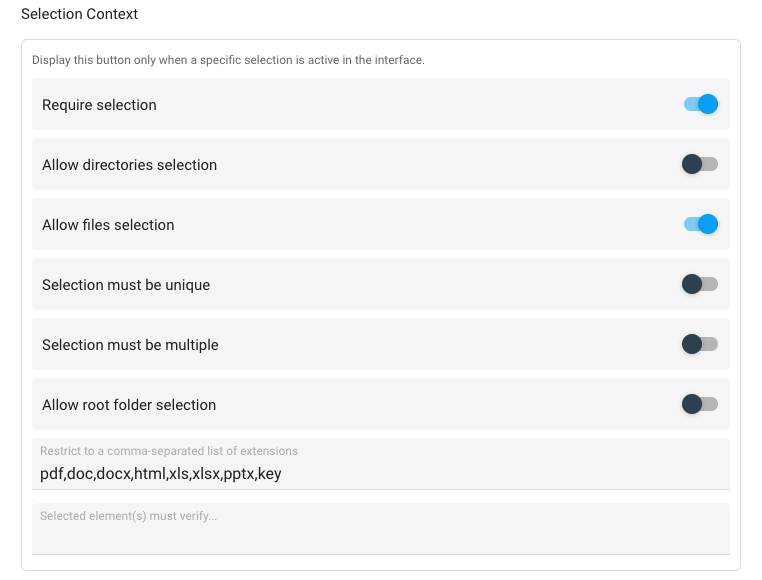 Selection Context
Display this button only when a specific selection is active in the interface.
Require selection
Allow directories selection
Allow files selection
Selection must be unique
Selection must be multiple
Allow root folder selection
Restrict to a comma-separated list of extensions
pdf,doc,docx,html,xls,xlsx,pptx,key
Selected element(s) must verify...